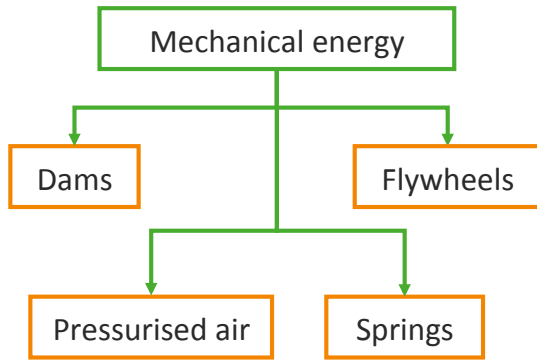 Mechanical energy
Dams
Flywheels
Pressurised air
Springs